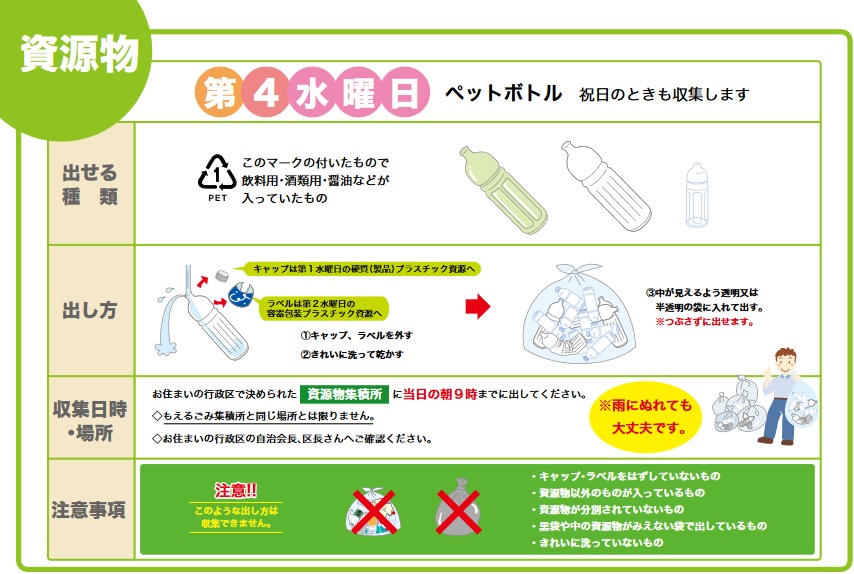 資源物
第4水曜日 ペットボトル 祝日のときも収集します
出せる
種 類
1
PET
このマークの付いたもので
飲料用・酒類用・醤油などが
入っていたもの
出し方
キャップは第1水曜日の硬質(製品)プラスチック資源へ
ラベルは第2水曜日の
容器包装プラスチック資源へ
①キャップ、ラベルを外す
②きれいに洗って乾かす
③中が見えるよう透明又は
半透明の袋に入れて出す。
※つぶさずに出せます。
収集日時
・場所
お住まいの行政区で決められた 資源物集積所 に当日の朝9時までに出してください。
◇もえるごみ集積所と同じ場所とは限りません。
◇お住まいの行政区の自治会長、区長さんへご確認ください。
※雨にぬれても
大丈夫です。
注意事項
注意!!
このような出し方は
収集できません。
・キャップ・ラベルをはずしていないもの
・資源物以外のものが入っているもの
・資源物が分別されていないもの
・黒袋や中の資源物がみえない袋で出しているもの
・きれいに洗っていないもの